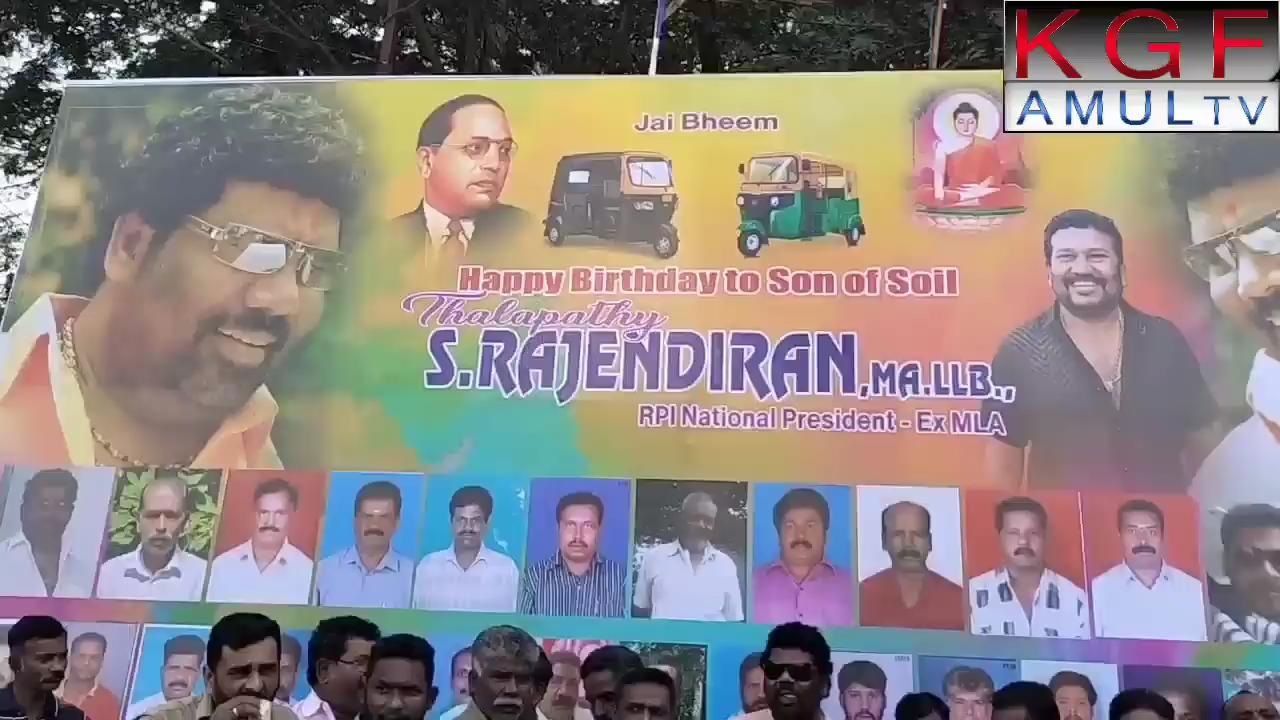 KGF
AMUL TV
Jai Bheem
Happy Birthday to Son of Soil
Thalapathy
S.RAJENDIRAN, MA.LLB.,
RPI National President - Ex MLA